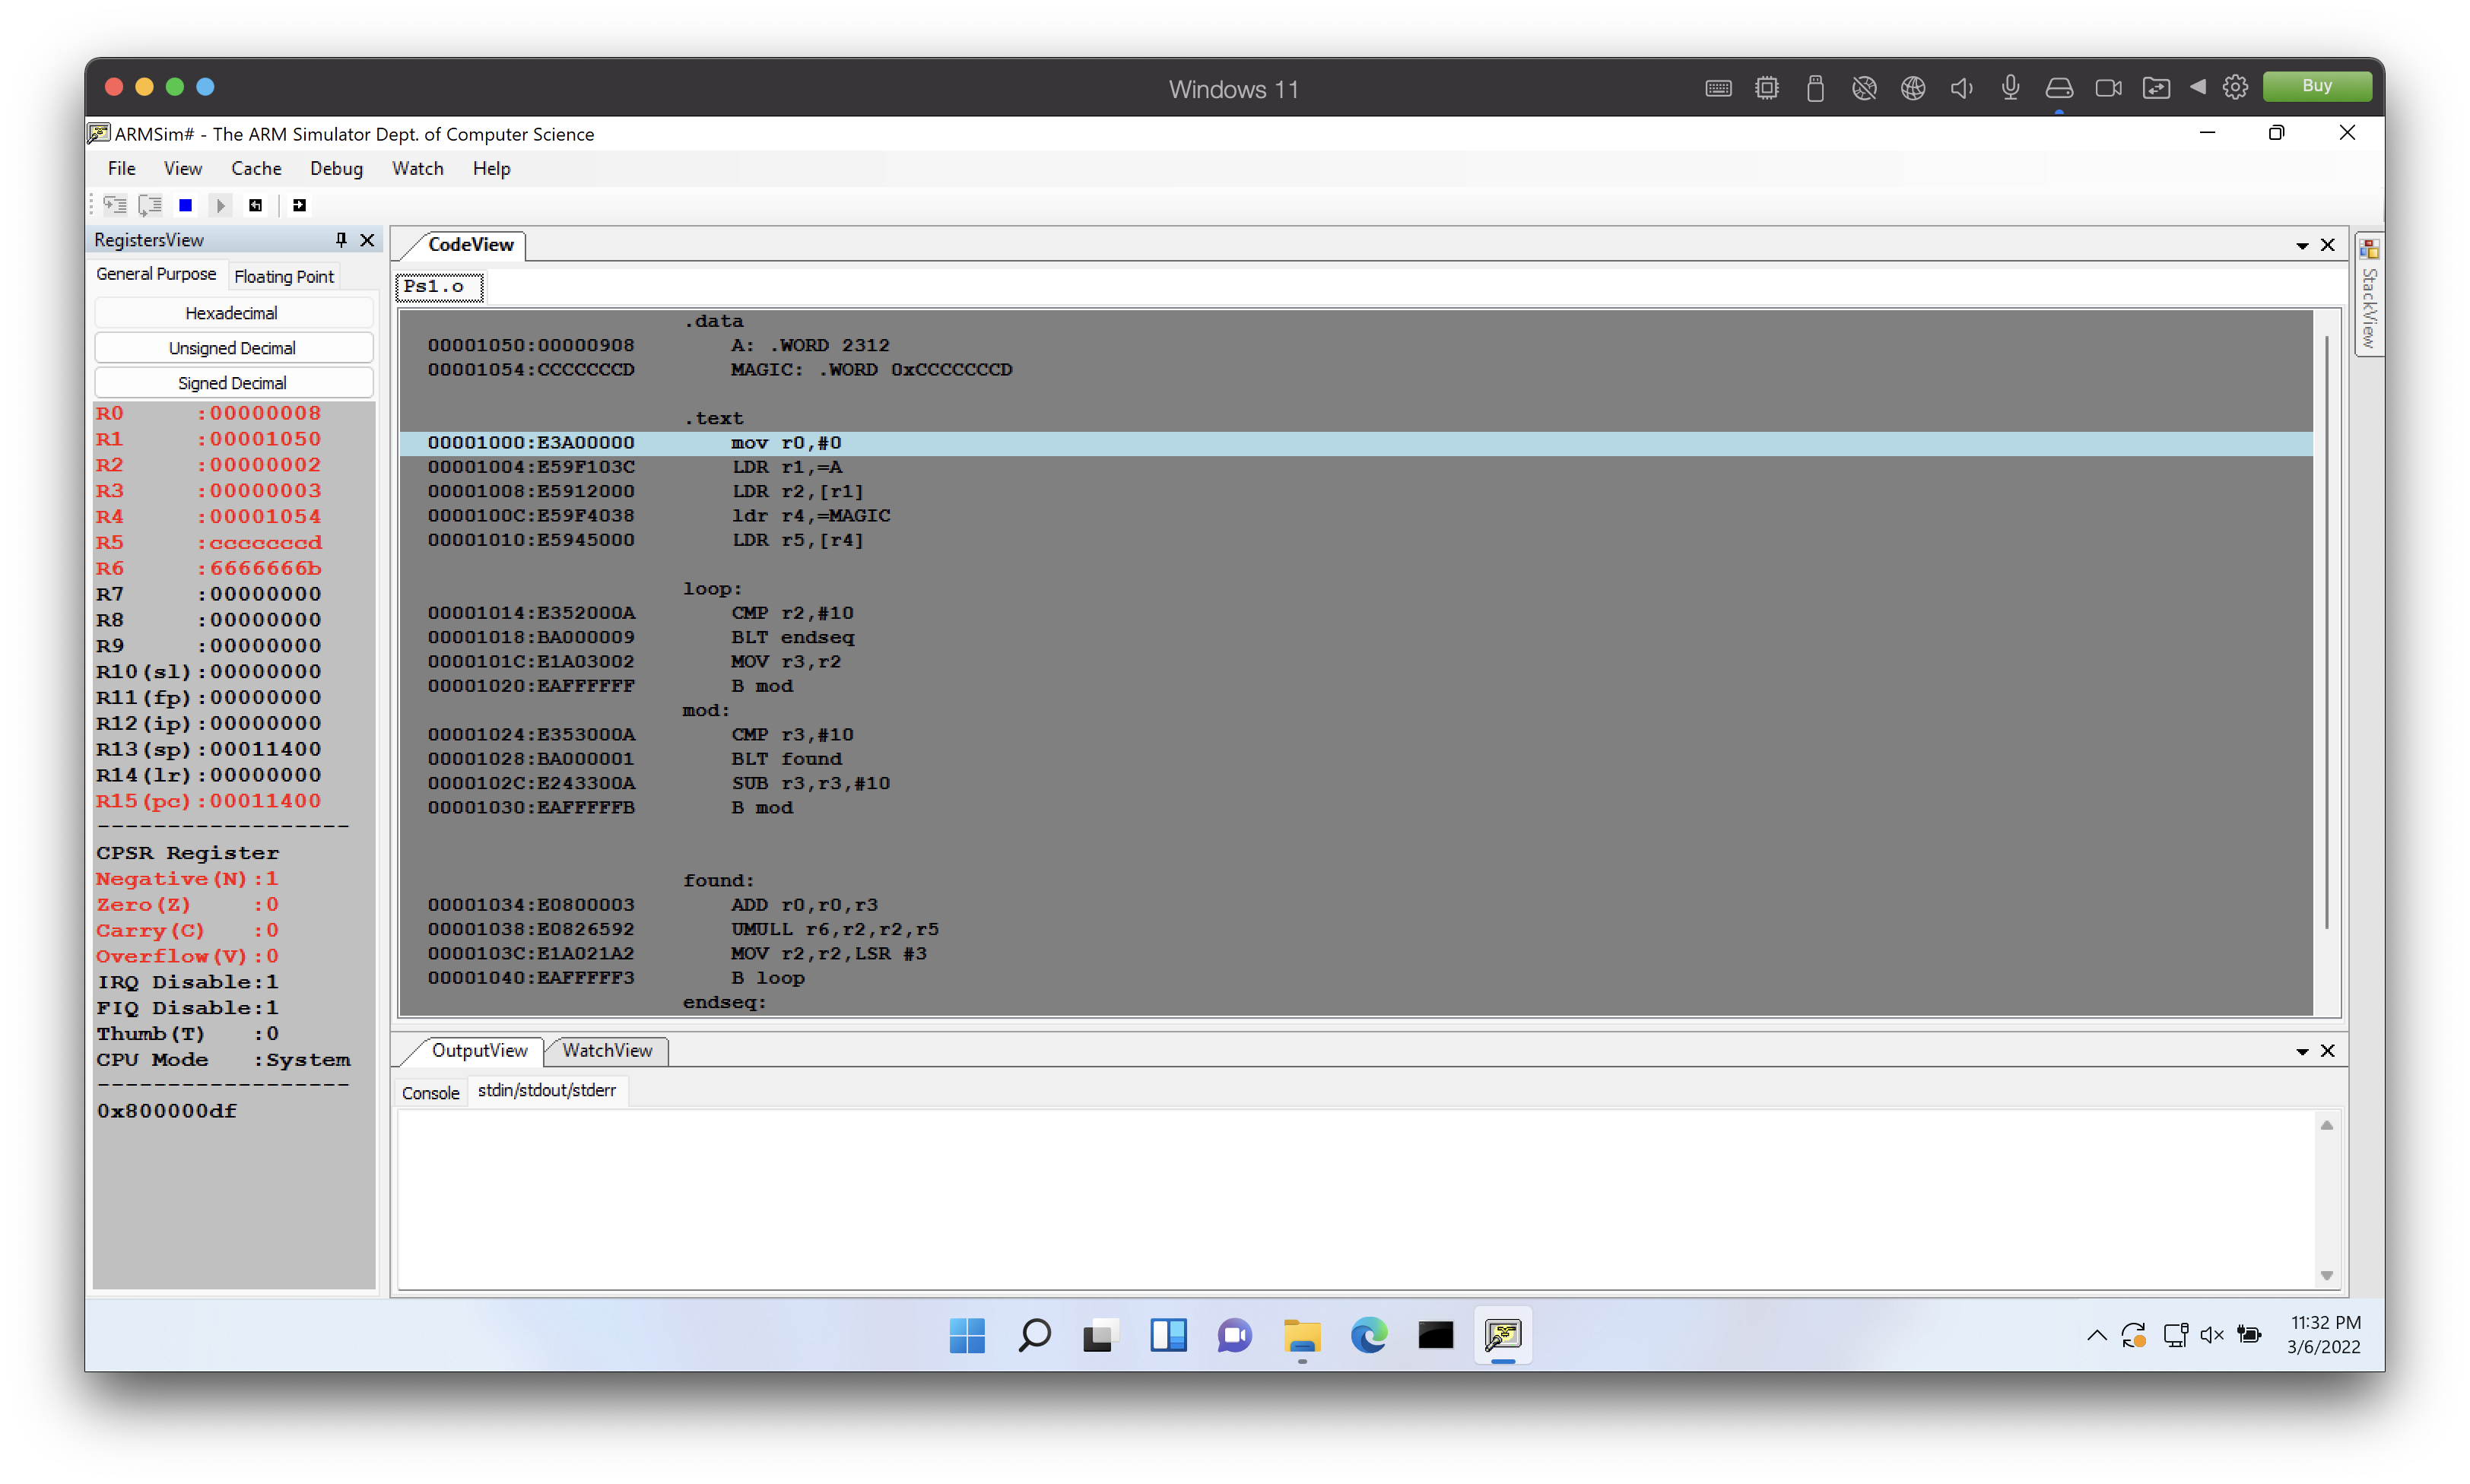 Windows 11
Buy
ARMSim# - The ARM Simulator Dept. of Computer Science
File View Cache Debug Watch Help
RegistersView
General Purpose Floating Point
Hexadecimal
Unsigned Decimal
Signed Decimal
R0 :00000008
R1 :00001050
R2 :00000002
R3 :00000003
R4 :00001054
R5 :cccccccd
R6 :6666666b
R7 :00000000
R8 :00000000
R9 :00000000
R10(sl):00000000
R11(fp):00000000
R12(ip):00000000
R13(sp):00011400
R14(lr):00000000
R15(pc):00011400
------------------
CPSR Register
Negative(N):1
Zero(Z) :0
Carry(C) :0
Overflow(V):0
IRQ Disable:1
FIQ Disable:1
Thumb(T) :0
CPU Mode :System
------------------
0x800000df
CodeView
Ps1.o
.data
00001050:00000908 A: .WORD 2312
00001054:CCCCCCCD MAGIC: .WORD 0xCCCCCCCD
.text
00001000:E3A00000 mov r0,#0
00001004:E59F103C LDR r1,=A
00001008:E5912000 LDR r2,[r1]
0000100C:E59F4038 ldr r4,=MAGIC
00001010:E5945000 LDR r5,[r4]
loop:
00001014:E352000A CMP r2,#10
00001018:BA000009 BLT endseq
0000101C:E1A03002 MOV r3,r2
00001020:EAFFFFFF B mod
mod:
00001024:E353000A CMP r3,#10
00001028:BA000001 BLT found
0000102C:E243300A SUB r3,r3,#10
00001030:EAFFFFFB B mod
found:
00001034:E0800003 ADD r0,r0,r3
00001038:E0826592 UMULL r6,r2,r2,r5
0000103C:E1A021A2 MOV r2,r2,LSR #3
00001040:EAFFFFF3 B loop
endseq:
StackView
OutputView WatchView
Console stdin/stdout/stderr
11:32 PM
3/6/2022